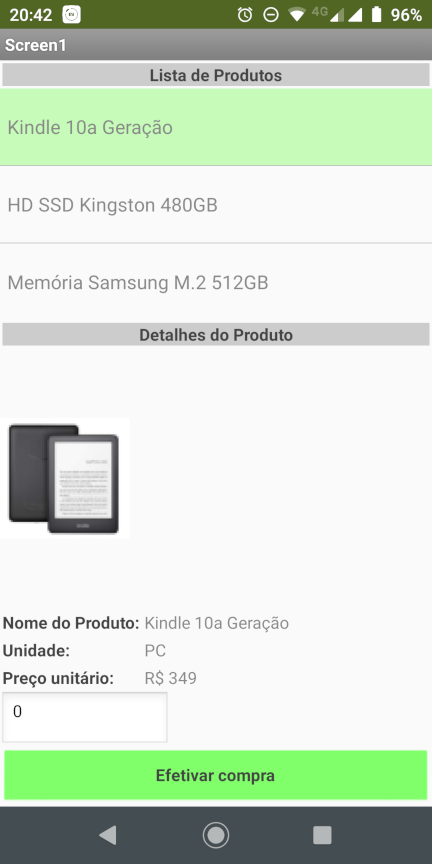 20:42 4G 96%
Screen1
Lista de Produtos
Kindle 10a Geração
HD SSD Kingston 480GB
Memória Samsung M.2 512GB
Detalhes do Produto
Nome do Produto: Kindle 10a Geração
Unidade: PC
Preço unitário: R$ 349
0
Efetivar compra